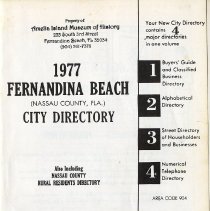 Property of
Amelia Island Museum of History
233 South 3rd Street
Fernandina Beach, FL 32034
(904) 261-7378
1977
FERNANDINA BEACH
(NASSAU COUNTY, FLA.)
CITY DIRECTORY
Also Including
NASSAU COUNTY
RURAL RESIDENTS DIRECTORY
Your New City Directory
contains 4
major directories
in one volume
1 Buyers' Guide
and Classified
Business
Directory
2 Alphabetical
Directory
3 Street Directory
of Householders
and Businesses
4 Numerical
Telephone
Directory
AREA CODE 904